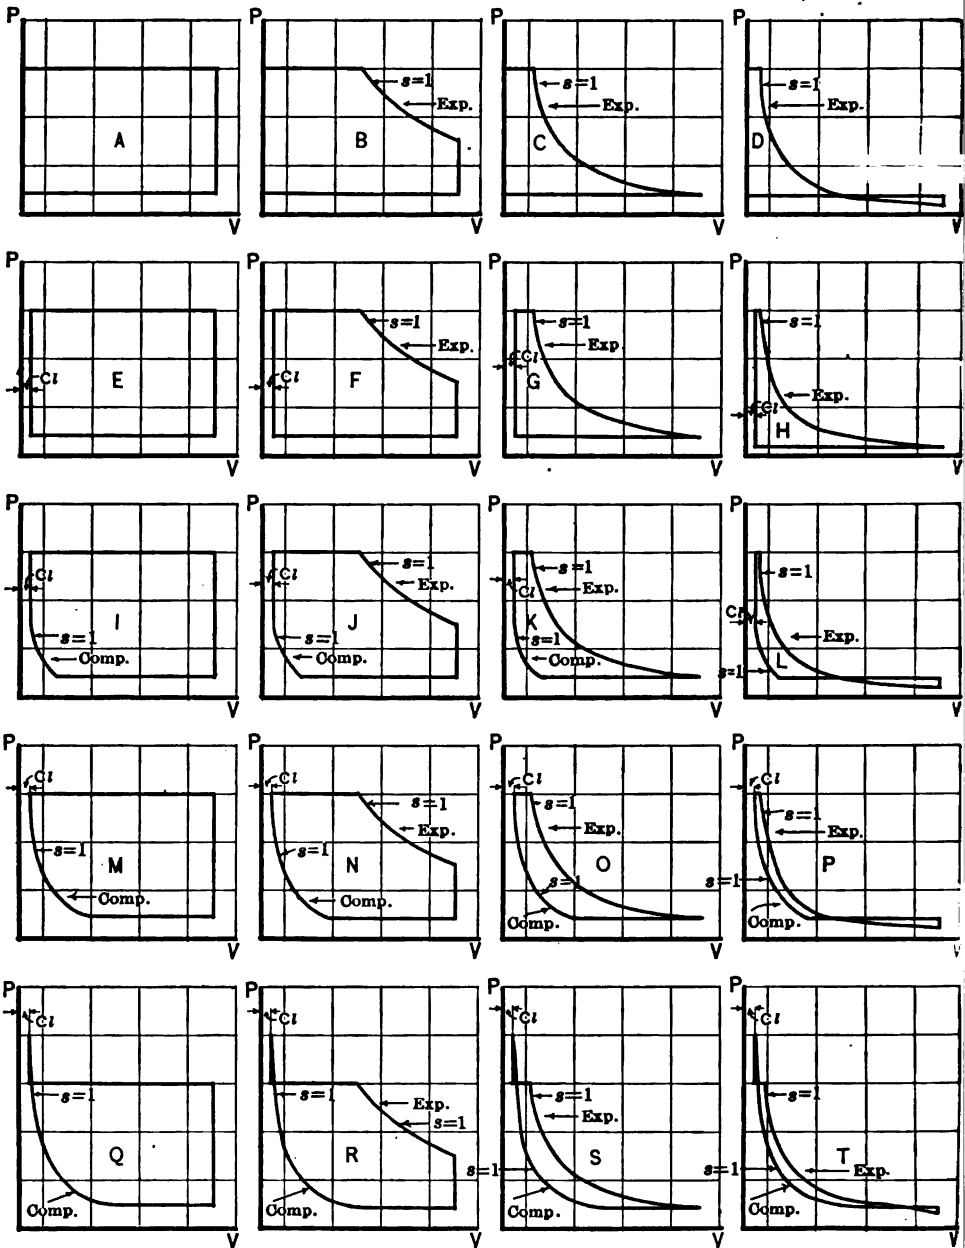 P P P P
s=1 s=1 s=1
Exp. Exp. Exp.
A B C D
V V V V
P P P P
s=1 s=1 s=1
Exp. Exp.
Cl E Cl F Cl G Cl H
Exp.
V V V V
P P P P
Cl Cl s=1 s=1 s=1
Exp. Cl Exp.
I J K Cl
s=1 s=1 s=1 Exp.
Comp. Comp. Comp. L
s=1
V V V V
P P P P
Cl Cl Cl Cl
s=1 s=1 s=1
Exp. Exp. Exp.
s=1 M s=1 N O P
s=1 s=1
Comp. Comp. Comp. Comp.
V V V V
P P P P
Cl Cl Cl Cl
s=1 s=1 s=1 s=1
Exp. Exp.
s=1
Q R S T
s=1 s=1 Exp.
Comp. Comp. Comp. Comp.
V V V V